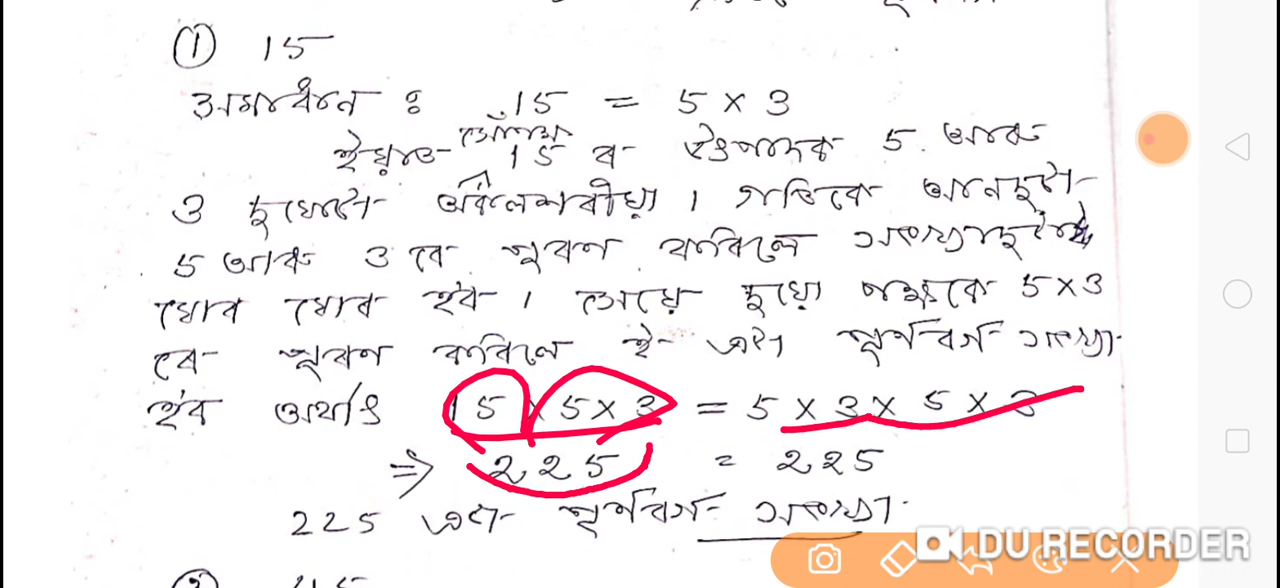 ① 15
সমাধান : 15 = 5 × 3
ইয়াত 15 ৰ উৎপাদক 5 আৰু
3 দুয়োটা অবিলেশৰীয়া । গতিকে আন দুটা
5 আৰু 3 ৰে পূৰণ কৰিলে সংখ্যা
যোৰ যোৰ হ'ব । দুয়ো পক্ষকে 5×3
ৰে পূৰণ কৰিলে ই এটা পূৰ্ণবৰ্গ সংখ্যা
হ'ব অৰ্থাৎ 15 × 5 × 3 = 5 × 3 × 5 × 3
⇒ 225 = 225
225 এটা পূৰ্ণবৰ্গ সংখ্যা
DU RECORDER